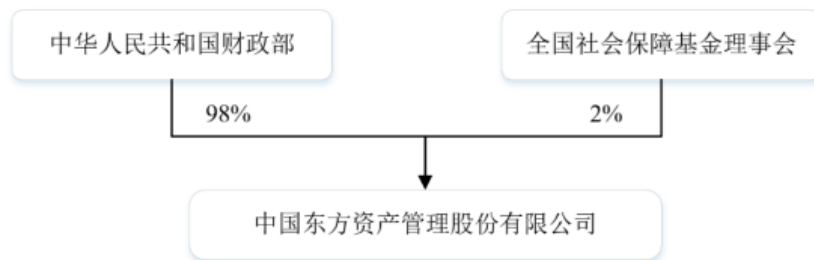 中华人民共和国财政部
全国社会保障基金理事会
98%
2%
中国东方资产管理股份有限公司